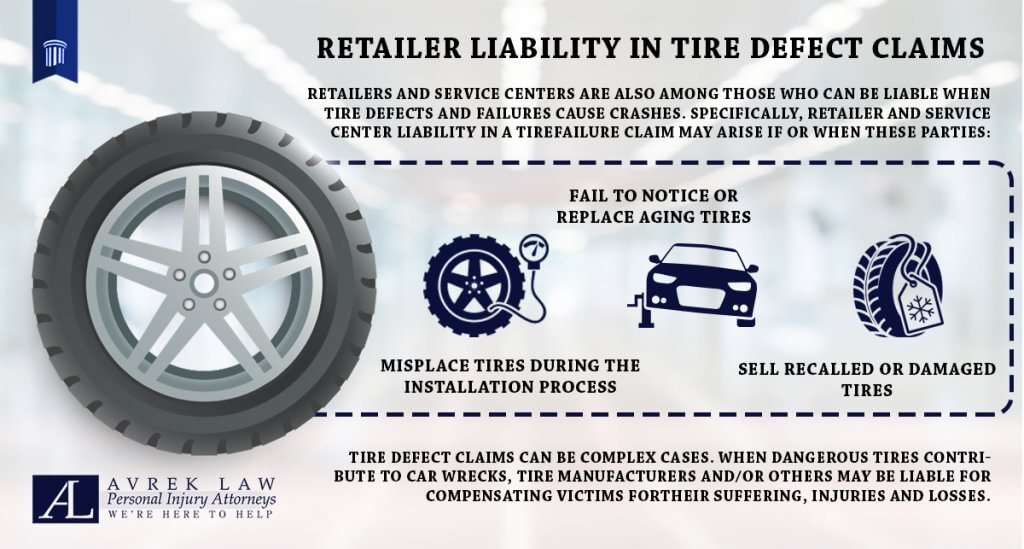 RETAILER LIABILITY IN TIRE DEFECT CLAIMS
RETAILERS AND SERVICE CENTERS ARE ALSO AMONG THOSE WHO CAN BE LIABLE WHEN
TIRE DEFECTS AND FAILURES CAUSE CRASHES. SPECIFICALLY, RETAILER AND SERVICE
CENTER LIABILITY IN A TIREFAILURE CLAIM MAY ARISE IF OR WHEN THESE PARTIES:
FAIL TO NOTICE OR
REPLACE AGING TIRES
MISPLACE TIRES DURING THE
INSTALLATION PROCESS
SELL RECALLED OR DAMAGED
TIRES
TIRE DEFECT CLAIMS CAN BE COMPLEX CASES. WHEN DANGEROUS TIRES CONTRI-
BUTE TO CAR WRECKS, TIRE MANUFACTURERS AND/OR OTHERS MAY BE LIABLE FOR
COMPENSATING VICTIMS FORTHEIR SUFFERING, INJURIES AND LOSSES.
AL
AVREK LAW
Personal Injury Attorneys
WE'RE HERE TO HELP